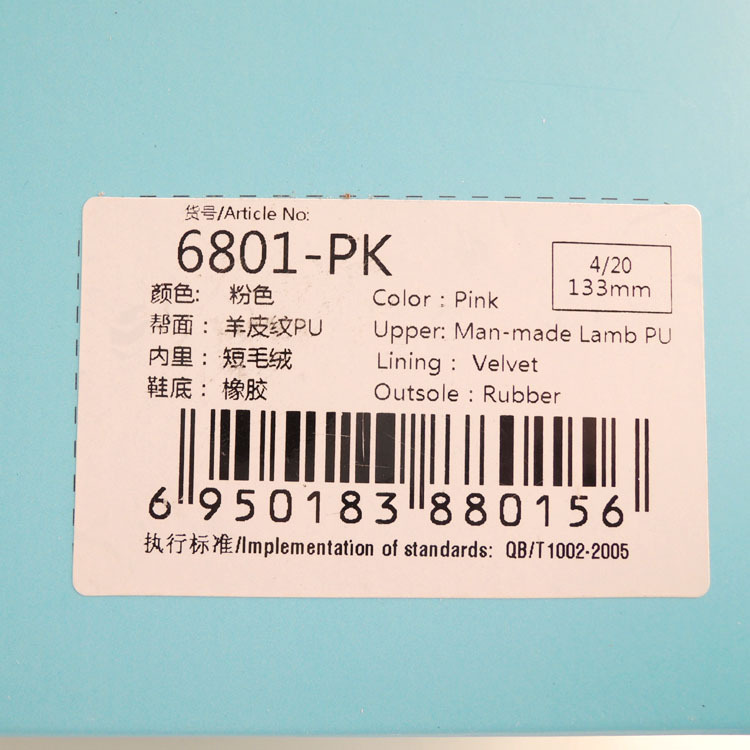 货号/Article No:
6801-PK
4/20
133mm
颜色: 粉色 Color : Pink
帮面 : 羊皮纹PU Upper: Man-made Lamb PU
内里 : 短毛绒 Lining : Velvet
鞋底 : 橡胶 Outsole : Rubber
6 950183 880156
执行标准/Implementation of standards: QB/T1002-2005